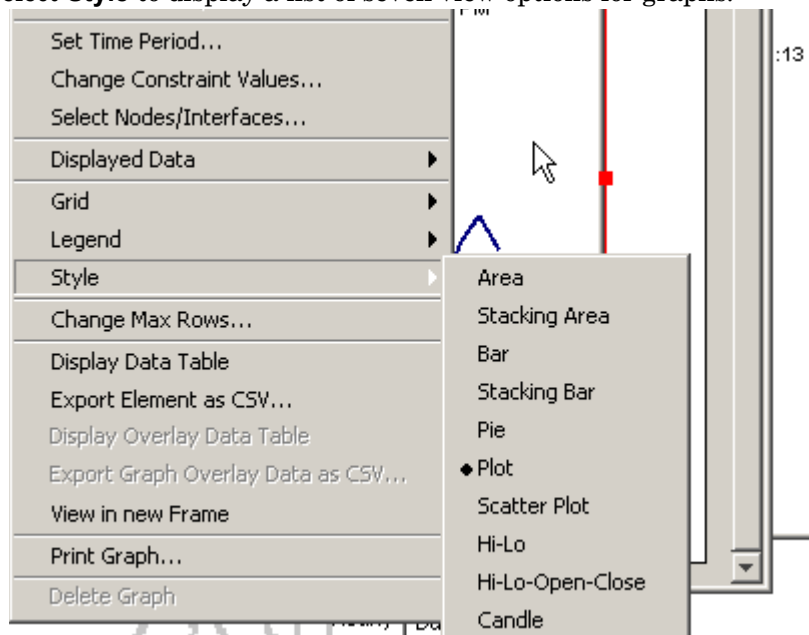 Style to display a list of seven view options for graphs.
PM
:13
Set Time Period...
Change Constraint Values...
Select Nodes/Interfaces...
Displayed Data
Grid
Legend
Style
Change Max Rows...
Display Data Table
Export Element as CSV...
Display Overlay Data Table
Export Graph Overlay Data as CSV...
View in new Frame
Print Graph...
Delete Graph
Area
Stacking Area
Bar
Stacking Bar
Pie
Plot
Scatter Plot
Hi-Lo
Hi-Lo-Open-Close
Candle